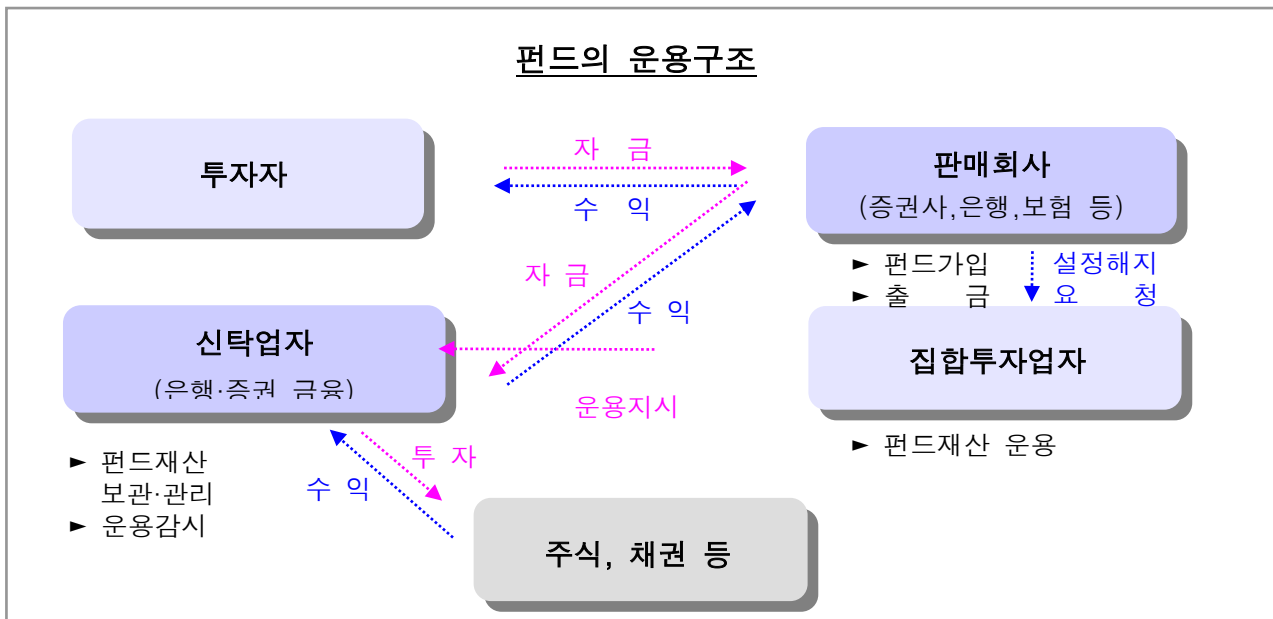 펀드의 운용구조
투자자
자 금
수 익
판매회사
(증권사,은행,보험 등)
► 펀드가입
► 출 금
설정해지
요 청
자 금
수 익
신탁업자
(은행·증권 금융)
집합투자업자
운용지시
► 펀드재산 운용
► 펀드재산
보관·관리
► 운용감시
투 자
수 익
주식, 채권 등